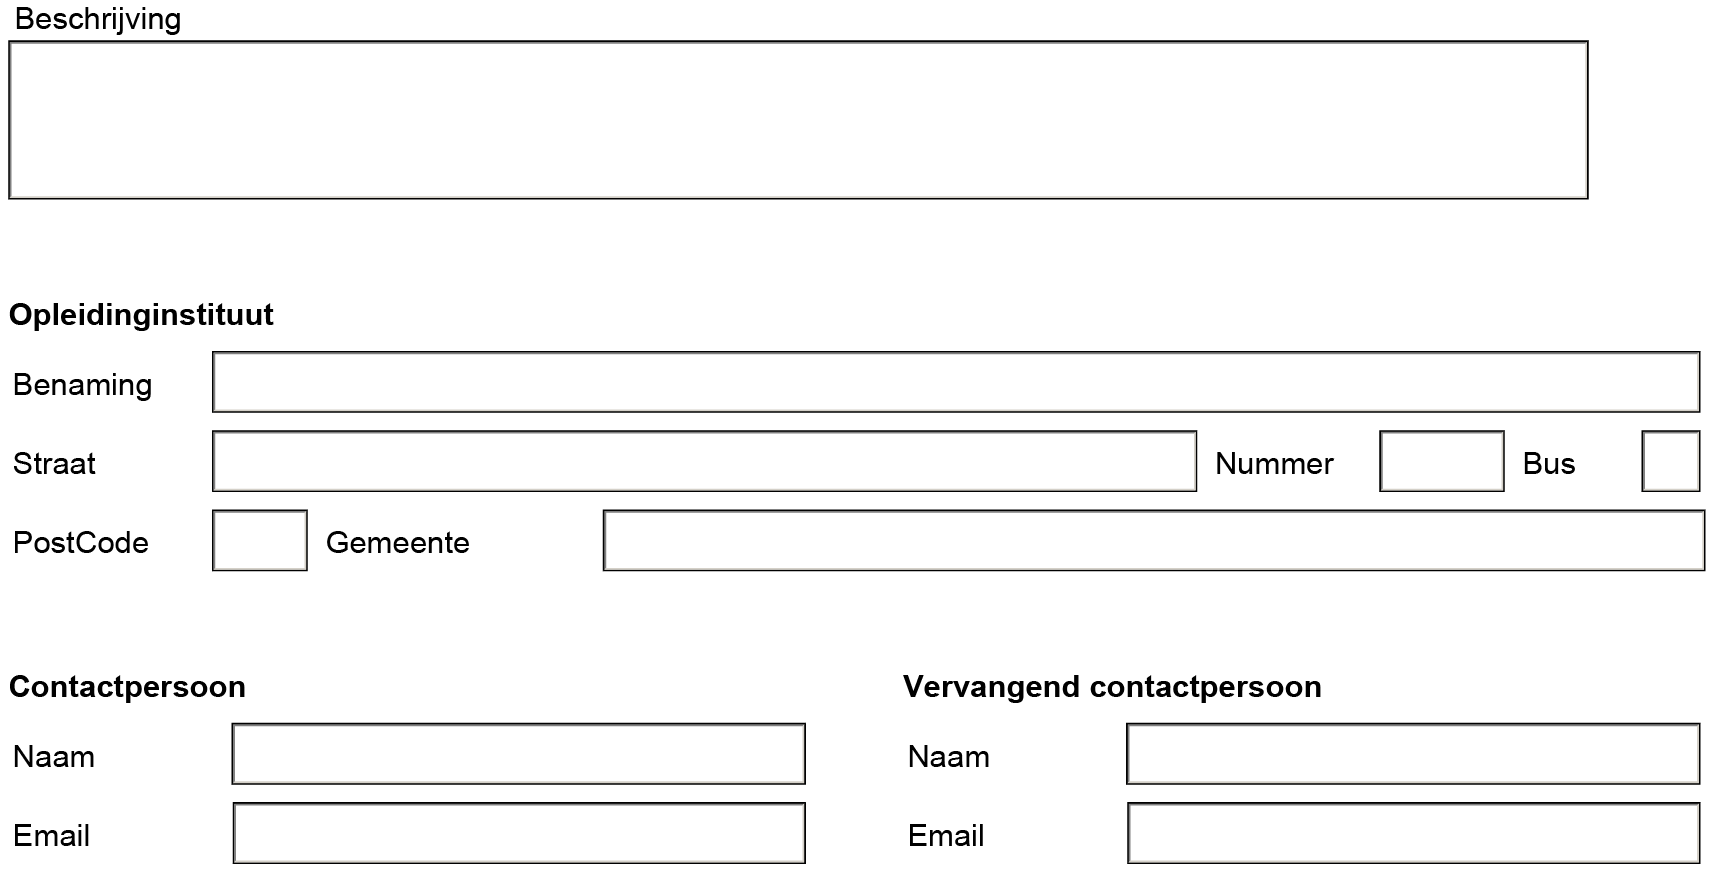 Beschrijving
Opleidinginstituut
Benaming
Straat Nummer Bus
PostCode Gemeente
Contactpersoon Vervangend contactpersoon
Naam Naam
Email Email